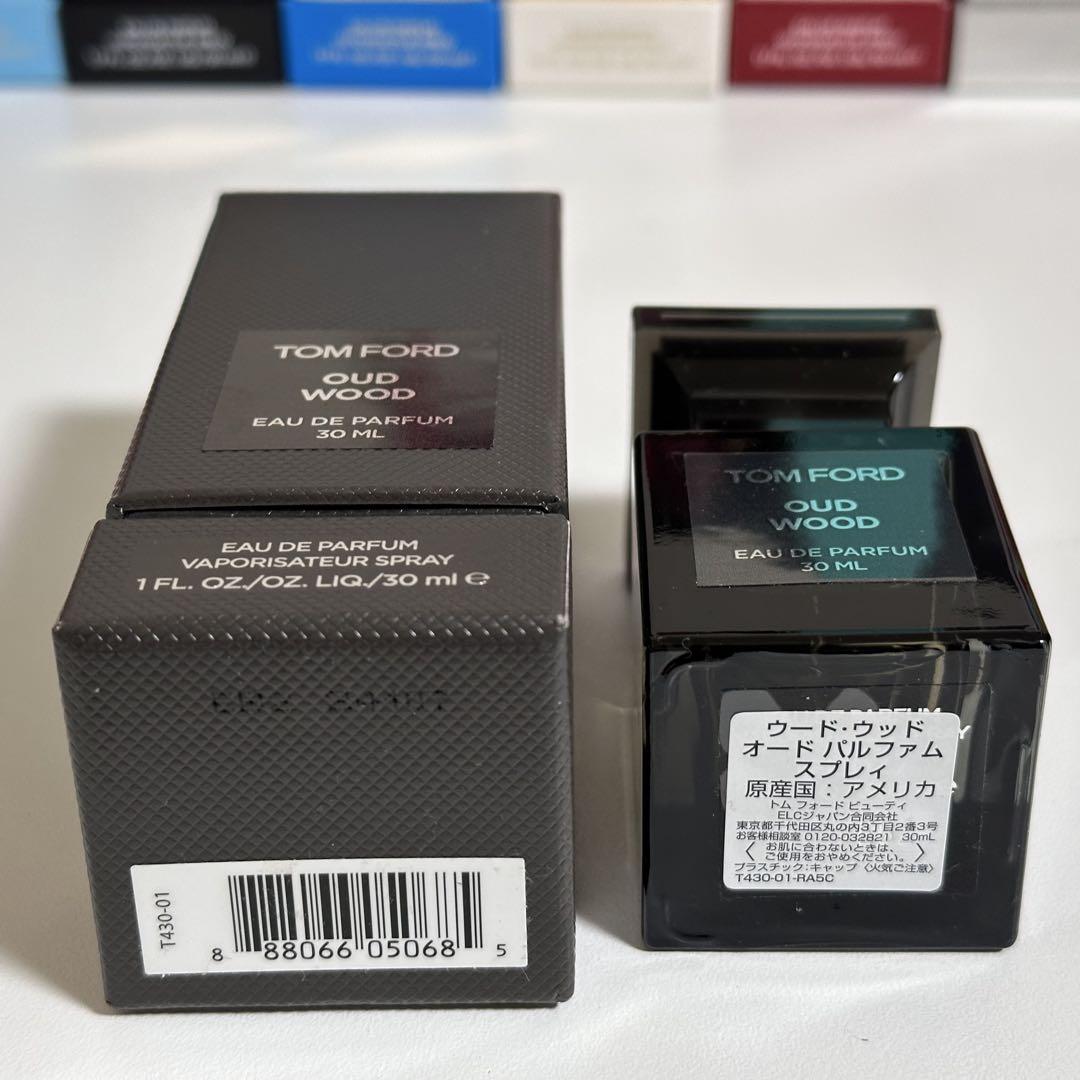 TOM FORD
OUD
WOOD
EAU DE PARFUM
30 ML
EAU DE PARFUM
VAPORISATEUR SPRAY
1 FL. OZ./OZ. LIQ./30 ml ℮
T430-01
8 88066 05068 5
TOM FORD
OUD
WOOD
EAU DE PARFUM
30 ML
PARFUM
ウード・ウッド
オード パルファム
スプレィ
原産国：アメリカ
トム フォード ビューティ
ELCジャパン合同会社
東京都千代田区丸の内3丁目2番3号
お客様相談室 0120-032821 30mL
〈 お肌に合わないときは、
ご使用をおやめください。 〉
プラスチック：キャップ 〈火気ご注意〉
T430-01-RA5C